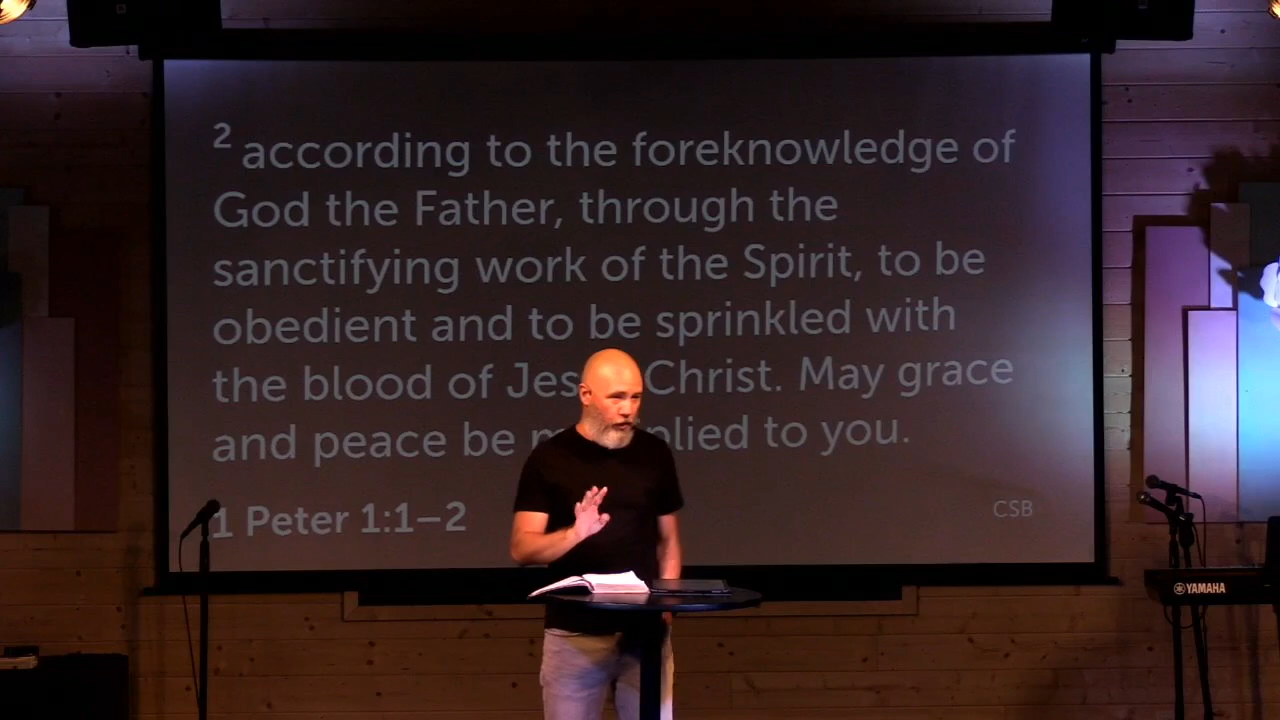 2 according to the foreknowledge of
God the Father, through the
sanctifying work of the Spirit, to be
obedient and to be sprinkled with
the blood of Christ. May grace
and peace be to you.
1 Peter 1:1–2
CSB
YAMAHA